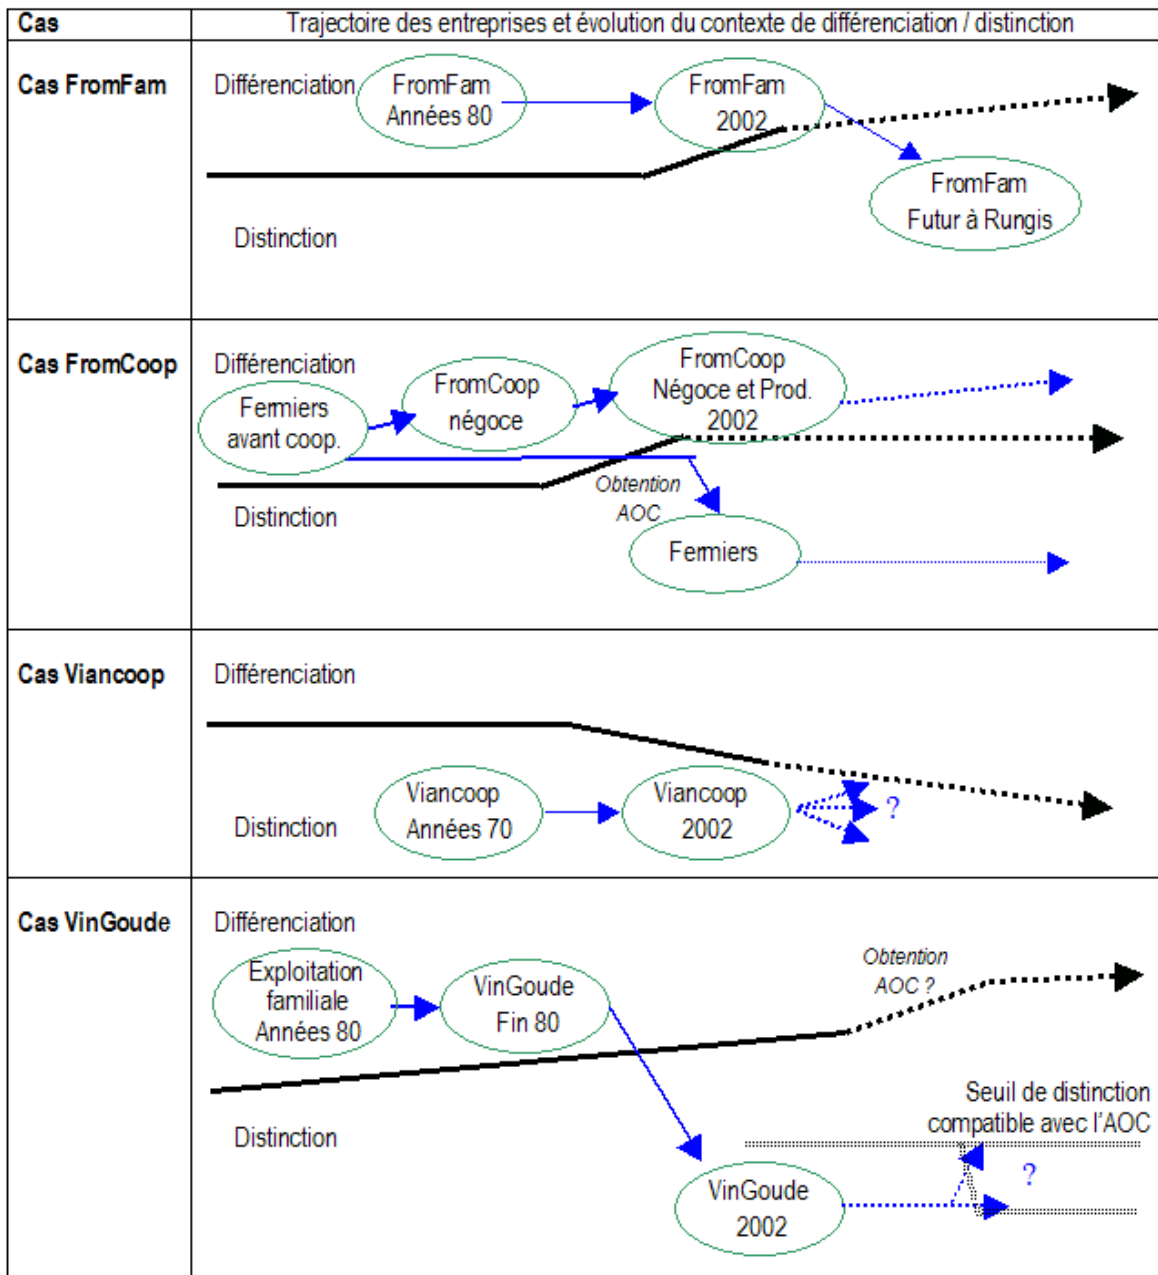 Cas
Trajectoire des entreprises et évolution du contexte de différenciation / distinction
Cas FromFam
Différenciation
FromFam
Années 80
FromFam
2002
FromFam
Futur à Rungis
Distinction
Cas FromCoop
Différenciation
Fermiers
avant coop.
FromCoop
négoce
FromCoop
Négoce et Prod.
2002
Obtention
AOC
Distinction
Fermiers
Cas Viancoop
Différenciation
Viancoop
Années 70
Viancoop
2002
?
Distinction
Cas VinGoude
Différenciation
Exploitation
familiale
Années 80
VinGoude
Fin 80
Obtention
AOC ?
Seuil de distinction
compatible avec l'AOC
Distinction
?
VinGoude
2002